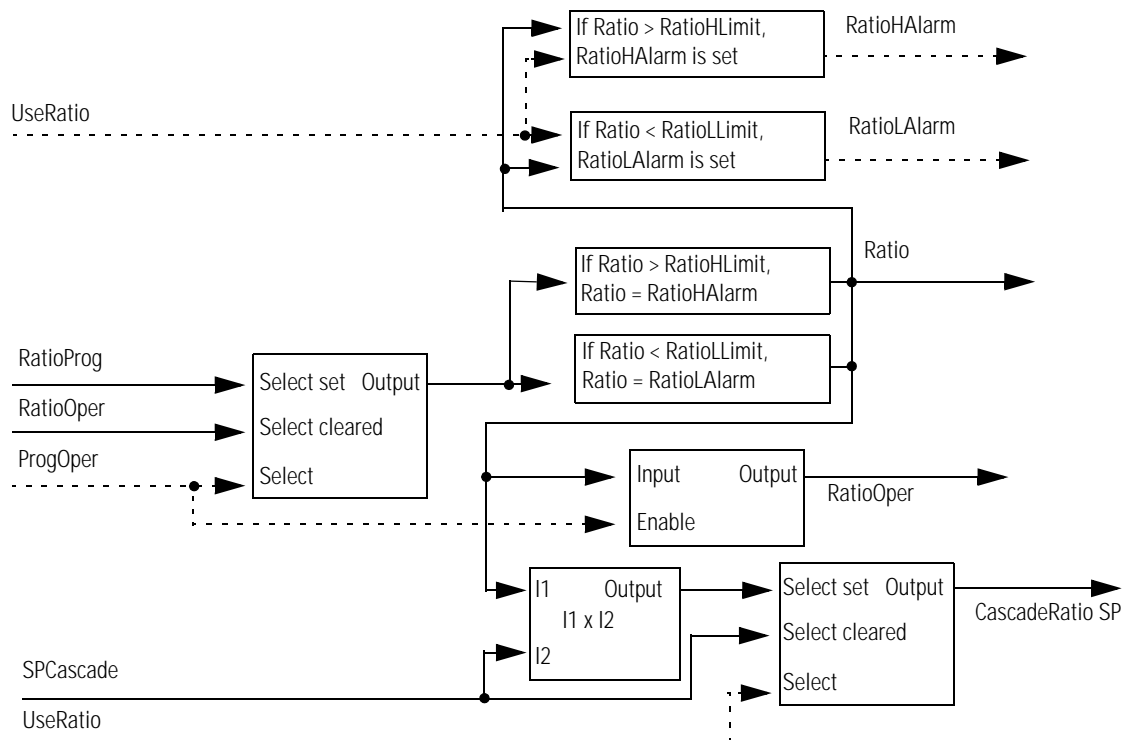 If Ratio > RatioHLimit,
RatioHAlarm is set
RatioHAlarm
UseRatio
If Ratio < RatioLLimit,
RatioLAlarm is set
RatioLAlarm
If Ratio > RatioHLimit,
Ratio = RatioHAlarm
Ratio
If Ratio < RatioLLimit,
Ratio = RatioLAlarm
RatioProg
RatioOper
ProgOper
Select set Output
Select cleared
Select
Input Output
Enable
RatioOper
I1 Output
I1 x I2
I2
Select set Output
Select cleared
Select
CascadeRatio SP
SPCascade
UseRatio